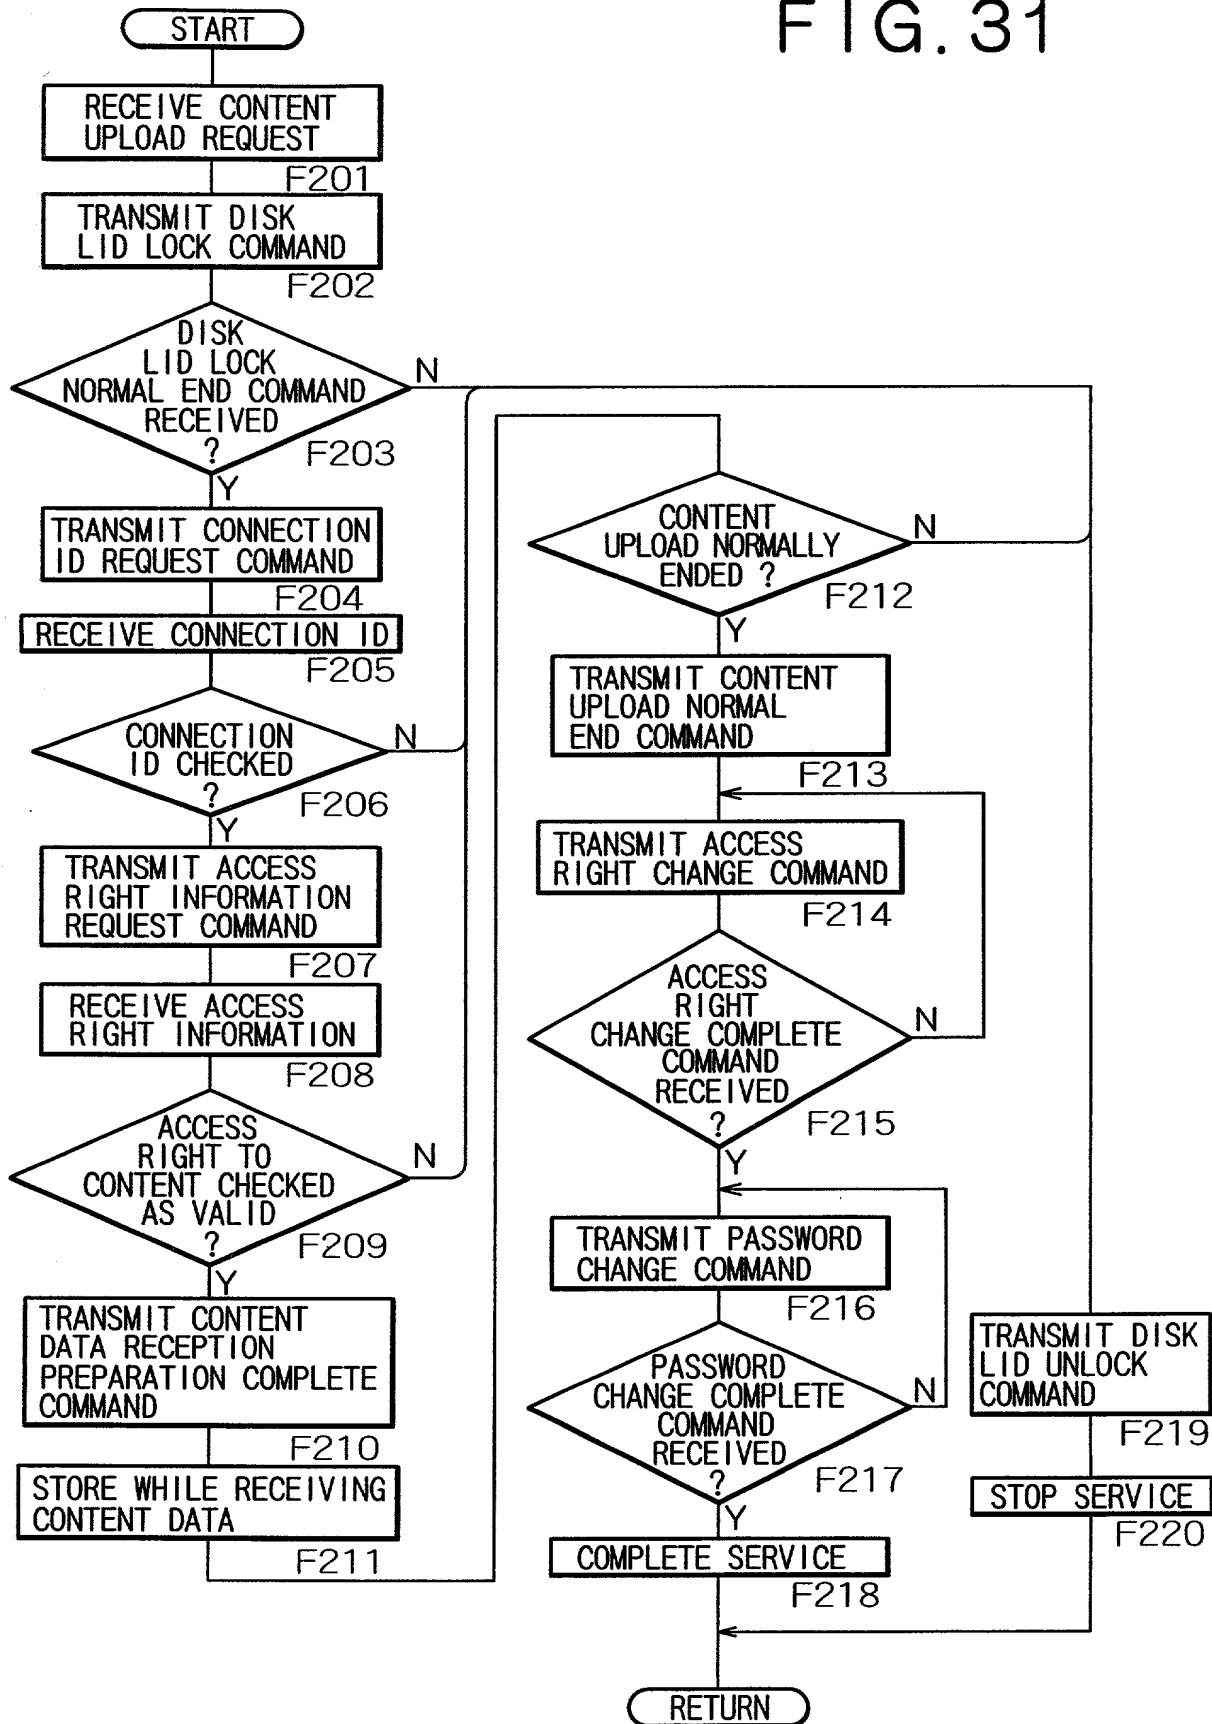 FIG. 31
START
RECEIVE CONTENT
UPLOAD REQUEST
F201
TRANSMIT DISK
LID LOCK COMMAND
F202
DISK
LID LOCK
NORMAL END COMMAND
RECEIVED
?
F203
N
Y
TRANSMIT CONNECTION
ID REQUEST COMMAND
F204
RECEIVE CONNECTION ID
F205
CONNECTION
ID CHECKED
?
F206
N
Y
TRANSMIT ACCESS
RIGHT INFORMATION
REQUEST COMMAND
F207
RECEIVE ACCESS
RIGHT INFORMATION
F208
ACCESS
RIGHT TO
CONTENT CHECKED
AS VALID
?
F209
N
Y
TRANSMIT CONTENT
DATA RECEPTION
PREPARATION COMPLETE
COMMAND
F210
STORE WHILE RECEIVING
CONTENT DATA
F211
CONTENT
UPLOAD NORMALLY
ENDED ?
F212
N
Y
TRANSMIT CONTENT
UPLOAD NORMAL
END COMMAND
F213
TRANSMIT ACCESS
RIGHT CHANGE COMMAND
F214
ACCESS
RIGHT
CHANGE COMPLETE
COMMAND
RECEIVED
?
F215
N
Y
TRANSMIT PASSWORD
CHANGE COMMAND
F216
PASSWORD
CHANGE COMPLETE
COMMAND
RECEIVED
?
F217
N
Y
COMPLETE SERVICE
F218
TRANSMIT DISK
LID UNLOCK
COMMAND
F219
STOP SERVICE
F220
RETURN